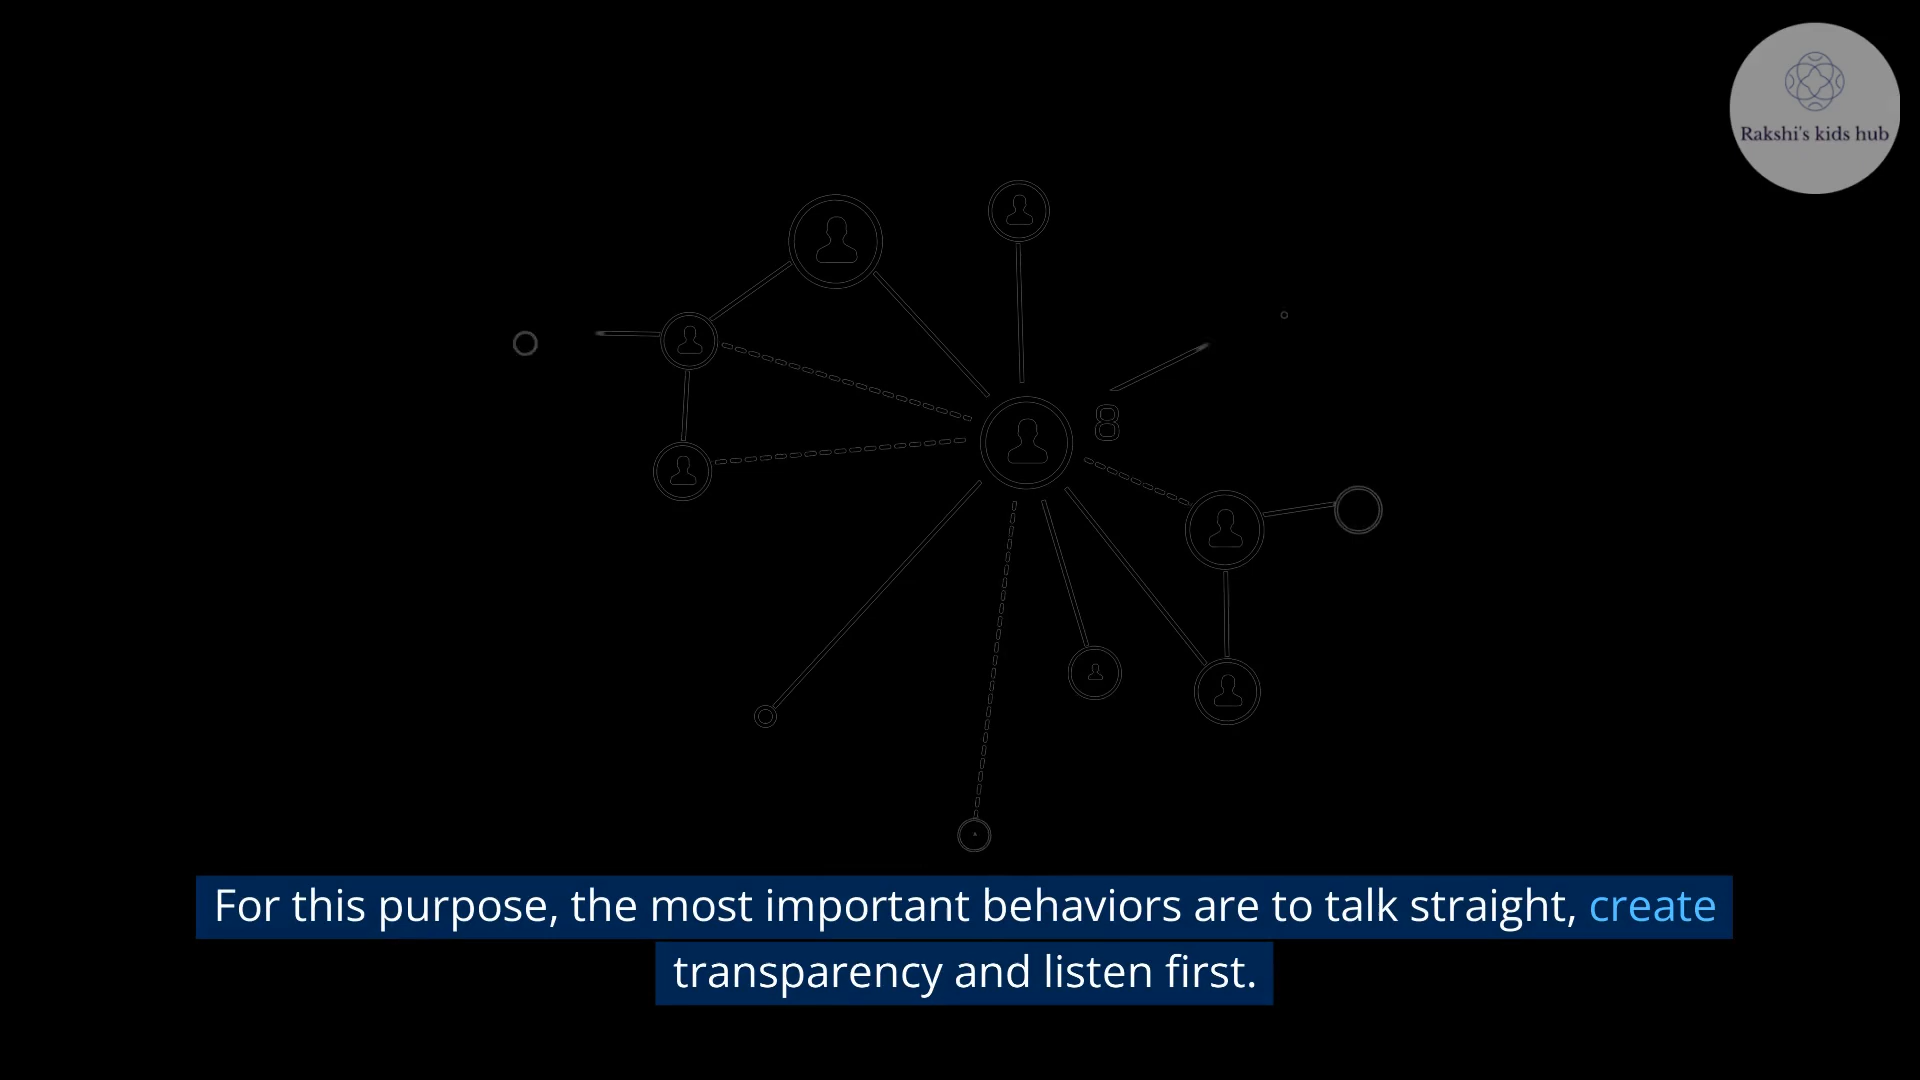 Rakshi's kids hub
8
For this purpose, the most important behaviors are to talk straight, create
transparency and listen first.